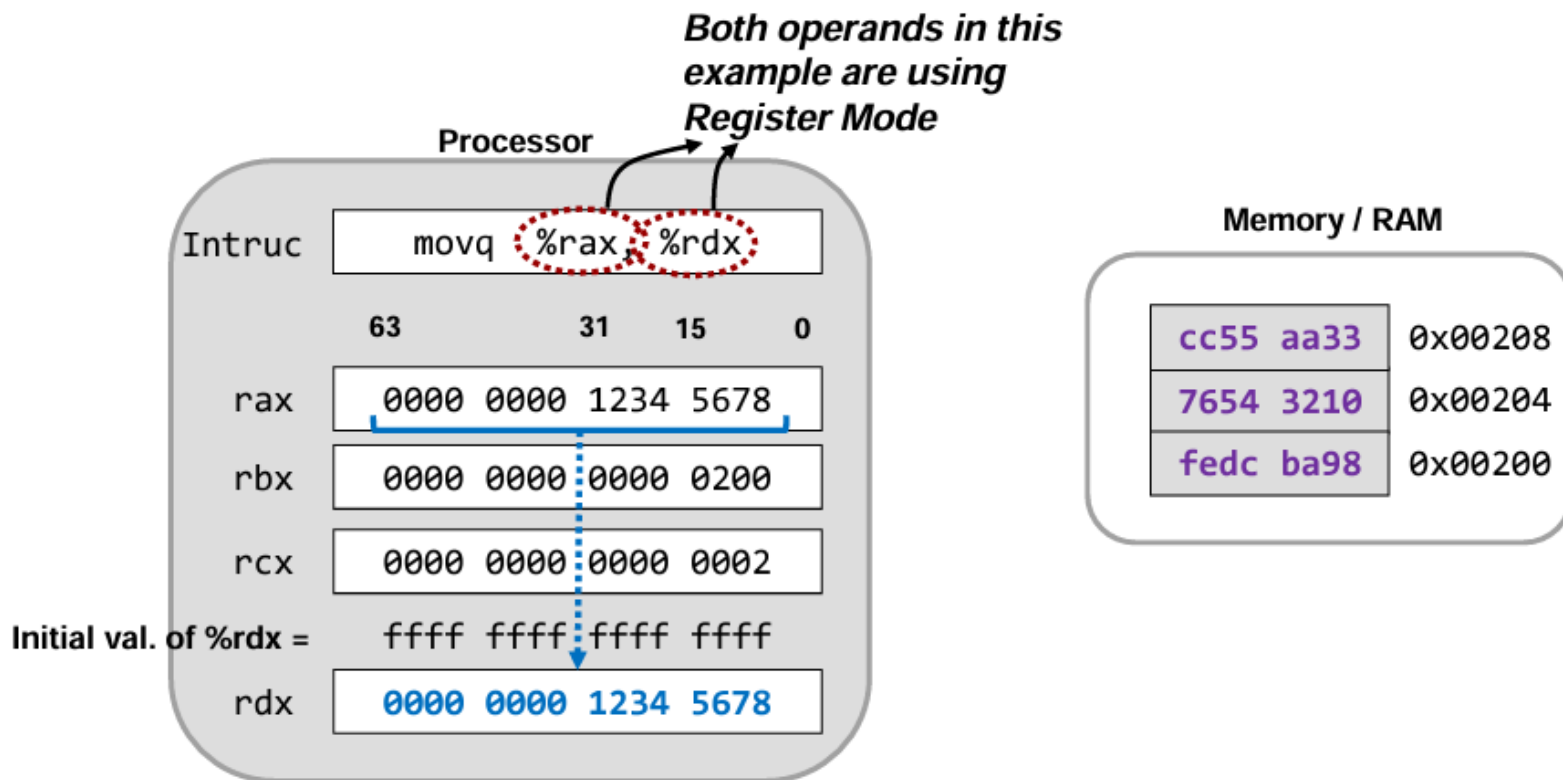 Both operands in this
example are using
Register Mode
Processor
Intruc movq %rax, %rdx
63 31 15 0
rax 0000 0000 1234 5678
rbx 0000 0000 0000 0200
rcx 0000 0000 0000 0002
Initial val. of %rdx = ffff ffff ffff ffff
rdx 0000 0000 1234 5678
Memory / RAM
cc55 aa33 0x00208
7654 3210 0x00204
fedc ba98 0x00200